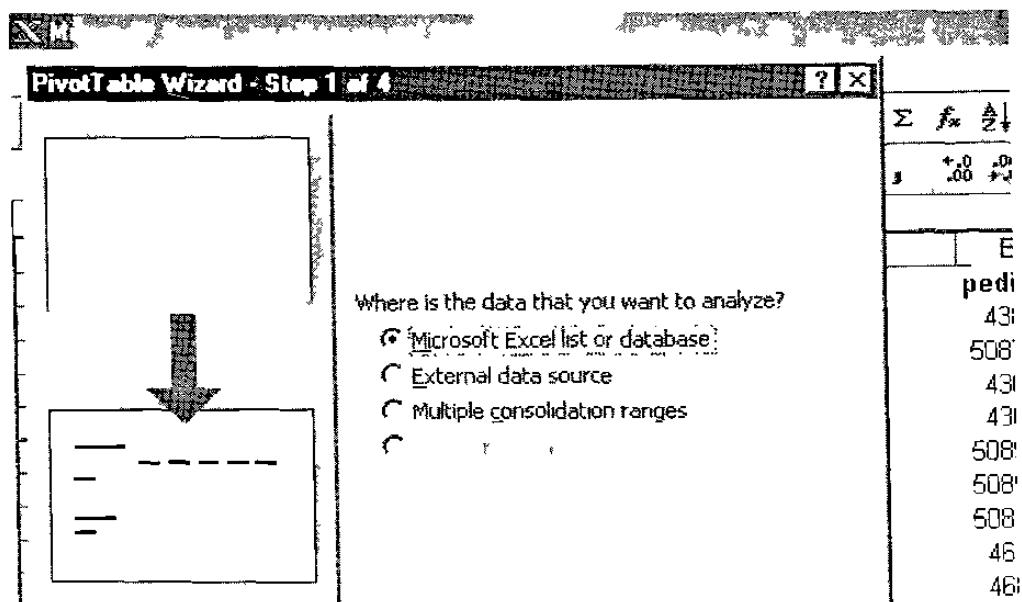 PivotTable Wizard - Step 1 of 4
Where is the data that you want to analyze?
Microsoft Excel list or database
External data source
Multiple consolidation ranges
Σ fx
E
pedi
43
508
43
43
508
508
508
46
46